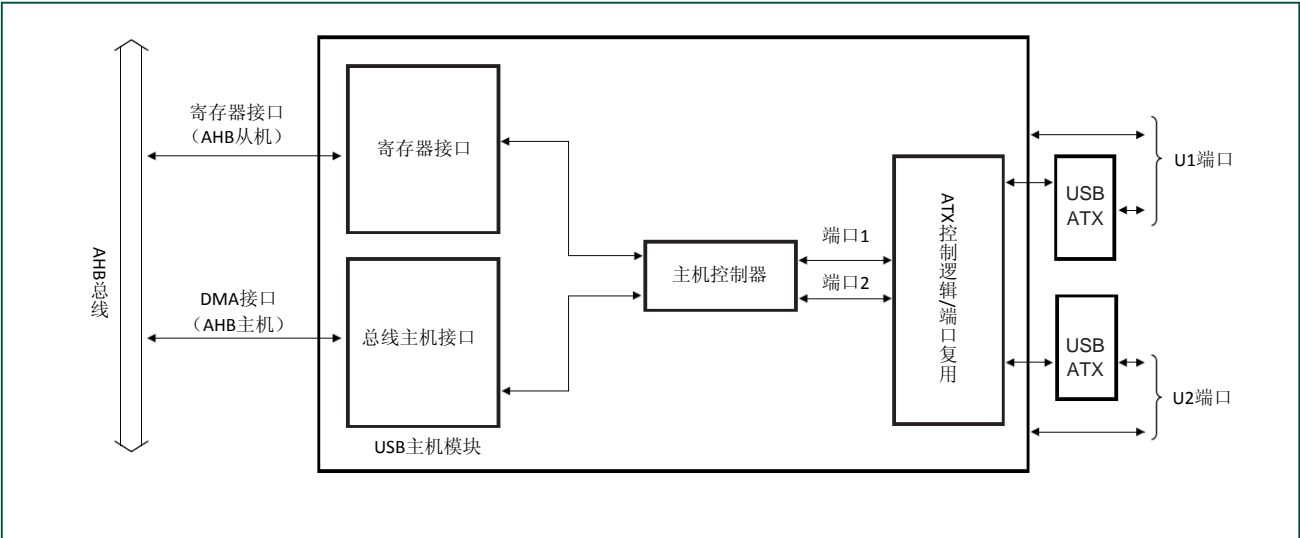 AHB总线
寄存器接口
（AHB从机）
DMA接口
（AHB主机）
寄存器接口
总线主机接口
USB主机模块
主机控制器
端口1
端口2
ATX控制逻辑/端口复用
USB
ATX
U1端口
USB
ATX
U2端口